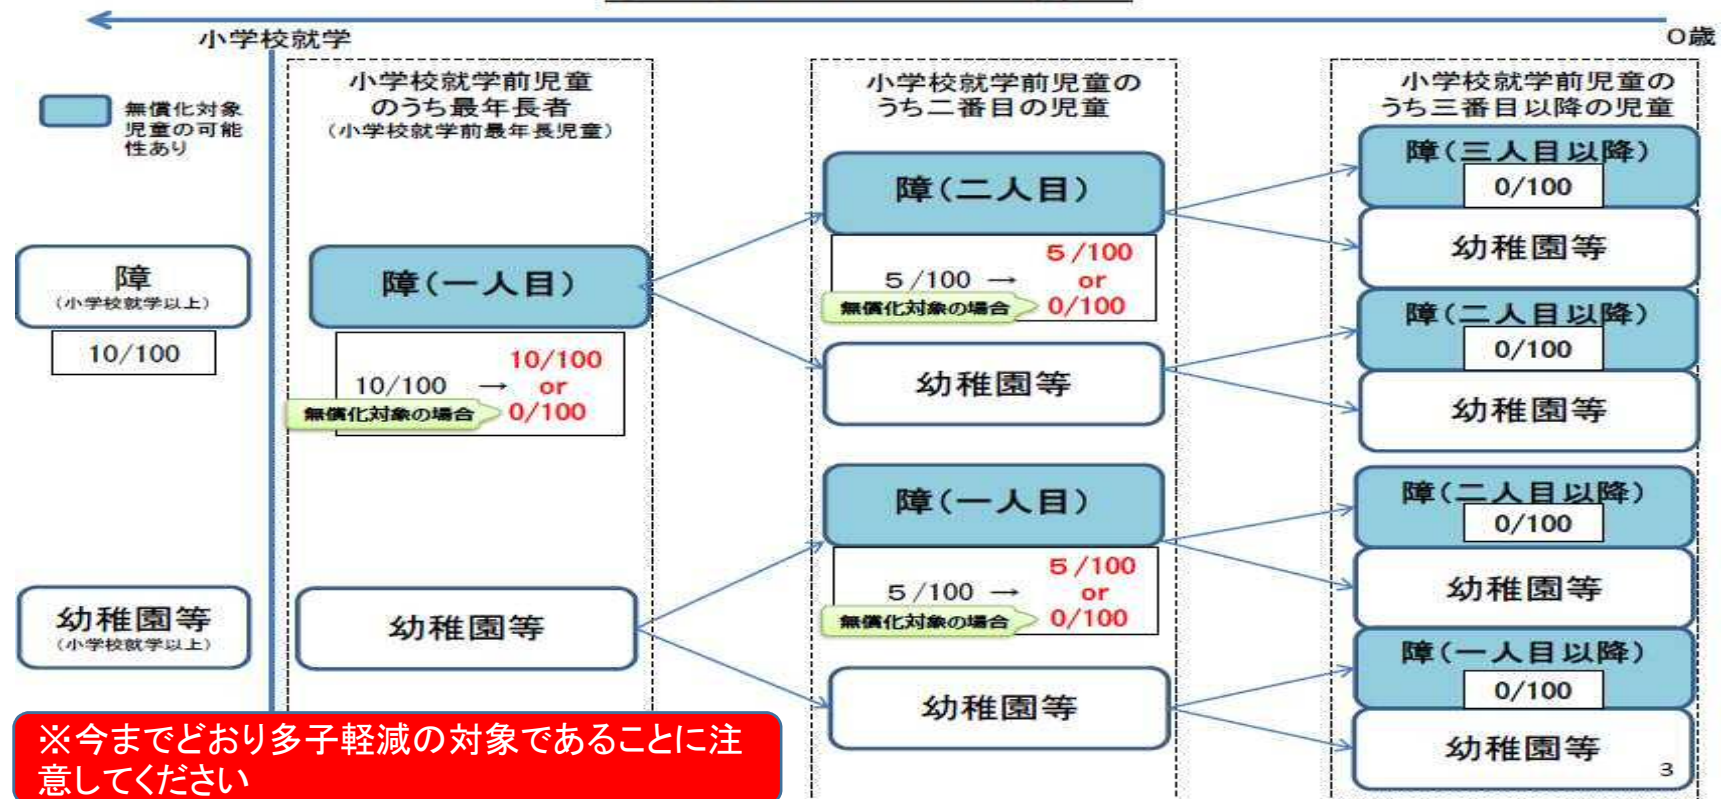 小学校就学
0歳
無償化対象
児童の可能
性あり
小学校就学前児童
のうち最年長者
（小学校就学前最年長児童）
小学校就学前児童の
うち二番目の児童
小学校就学前児童の
うち三番目以降の児童
障
（小学校就学以上）
10/100
幼稚園等
（小学校就学以上）
障（一人目）
10/100 → 10/100
or
無償化対象の場合 0/100
幼稚園等
障（二人目）
5/100 → 5/100
or
無償化対象の場合 0/100
幼稚園等
障（一人目）
5/100 → 5/100
or
無償化対象の場合 0/100
幼稚園等
障（三人目以降）
0/100
幼稚園等
障（二人目以降）
0/100
幼稚園等
障（二人目以降）
0/100
幼稚園等
障（一人目以降）
0/100
幼稚園等
※今までどおり多子軽減の対象であることに注
意してください
3